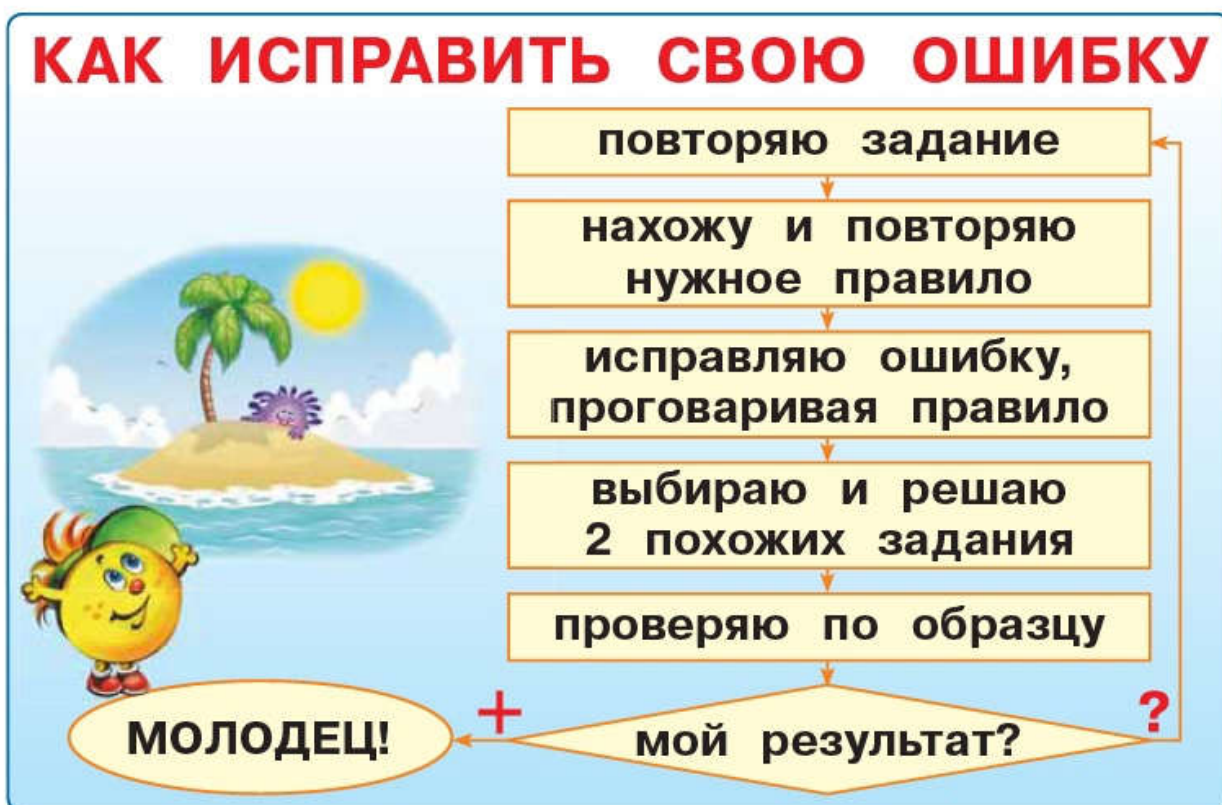 КАК ИСПРАВИТЬ СВОЮ ОШИБКУ
повторяю задание
нахожу и повторяю
нужное правило
исправляю ошибку,
проговаривая правило
выбираю и решаю
2 похожих задания
проверяю по образцу
МОЛОДЕЦ!
+
мой результат?
?